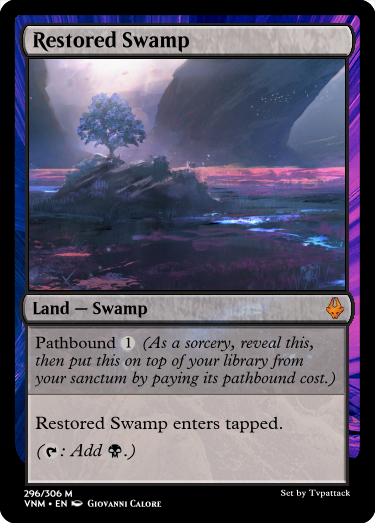 Restored Swamp
Land — Swamp
Pathbound 1 (As a sorcery, reveal this,
then put this on top of your library from
your sanctum by paying its pathbound cost.)
Restored Swamp enters tapped.
(: Add .)
296/306 M
VNM • EN Giovanni Calore
Set by Tvpattack